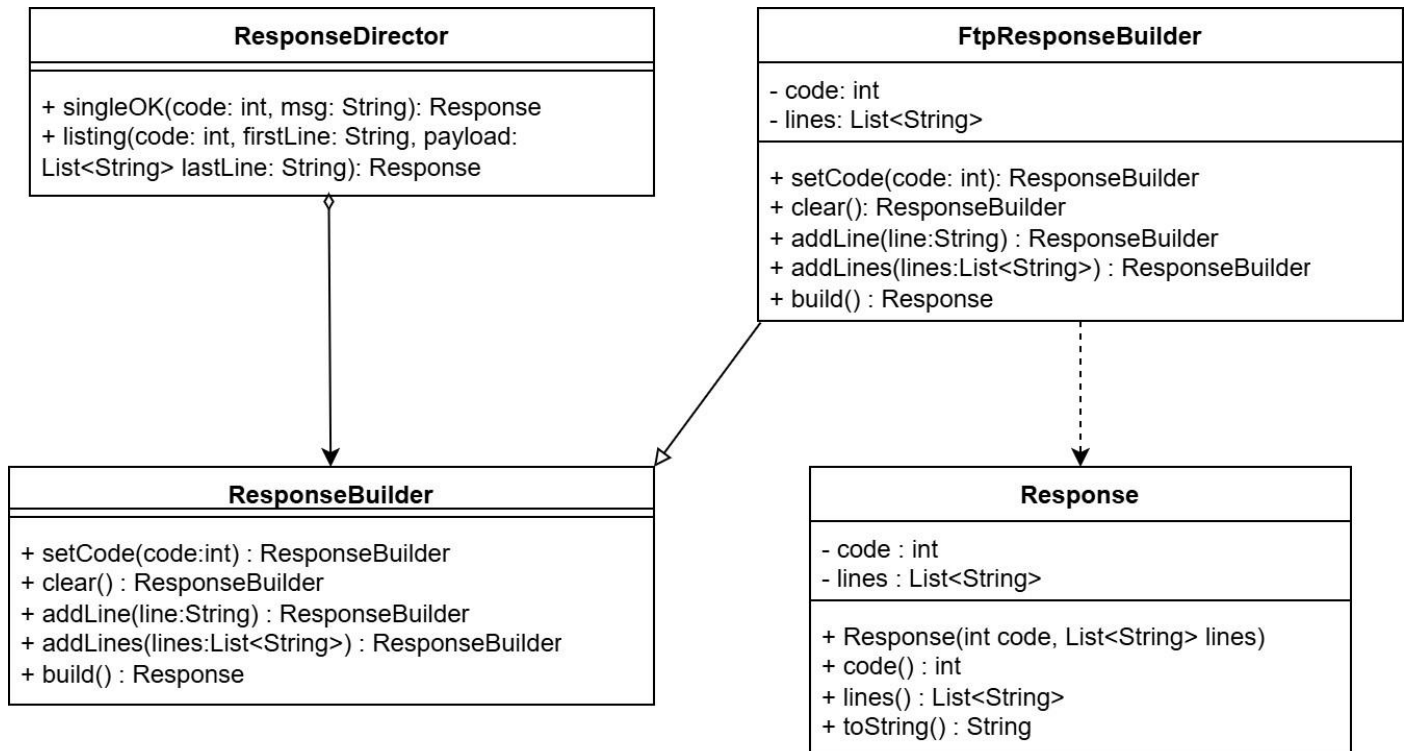 ResponseDirector
+ singleOK(code: int, msg: String): Response
+ listing(code: int, firstLine: String, payload:
List<String> lastLine: String): Response
FtpResponseBuilder
- code: int
- lines: List<String>
+ setCode(code: int): ResponseBuilder
+ clear(): ResponseBuilder
+ addLine(line:String) : ResponseBuilder
+ addLines(lines:List<String>) : ResponseBuilder
+ build() : Response
ResponseBuilder
+ setCode(code:int) : ResponseBuilder
+ clear() : ResponseBuilder
+ addLine(line:String) : ResponseBuilder
+ addLines(lines:List<String>) : ResponseBuilder
+ build() : Response
Response
- code : int
- lines : List<String>
+ Response(int code, List<String> lines)
+ code() : int
+ lines() : List<String>
+ toString() : String